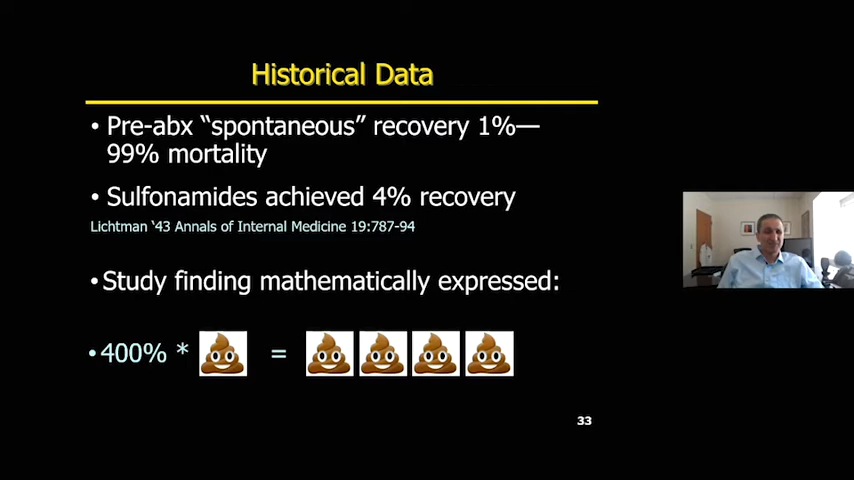 Historical Data
• Pre-abx “spontaneous” recovery 1%—
99% mortality
• Sulfonamides achieved 4% recovery
Lichtman ‘43 Annals of Internal Medicine 19:787-94
•Study finding mathematically expressed:
•400% * =
33